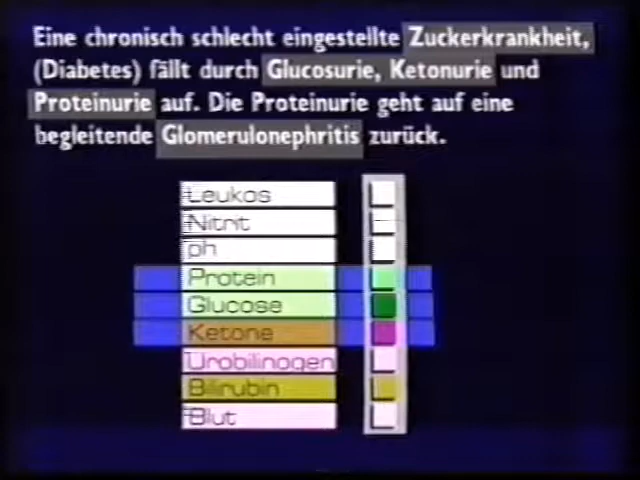 Eine chronisch schlecht eingestellte Zuckerkrankheit,
(Diabetes) fällt durch Glucosurie, Ketonurie und
Proteinurie auf. Die Proteinurie geht auf eine
begleitende Glomerulonephritis zurück.
Leukos
Nitrit
ph
Protein
Glucose
Ketone
Urobilinogen
Bilirubin
Blut